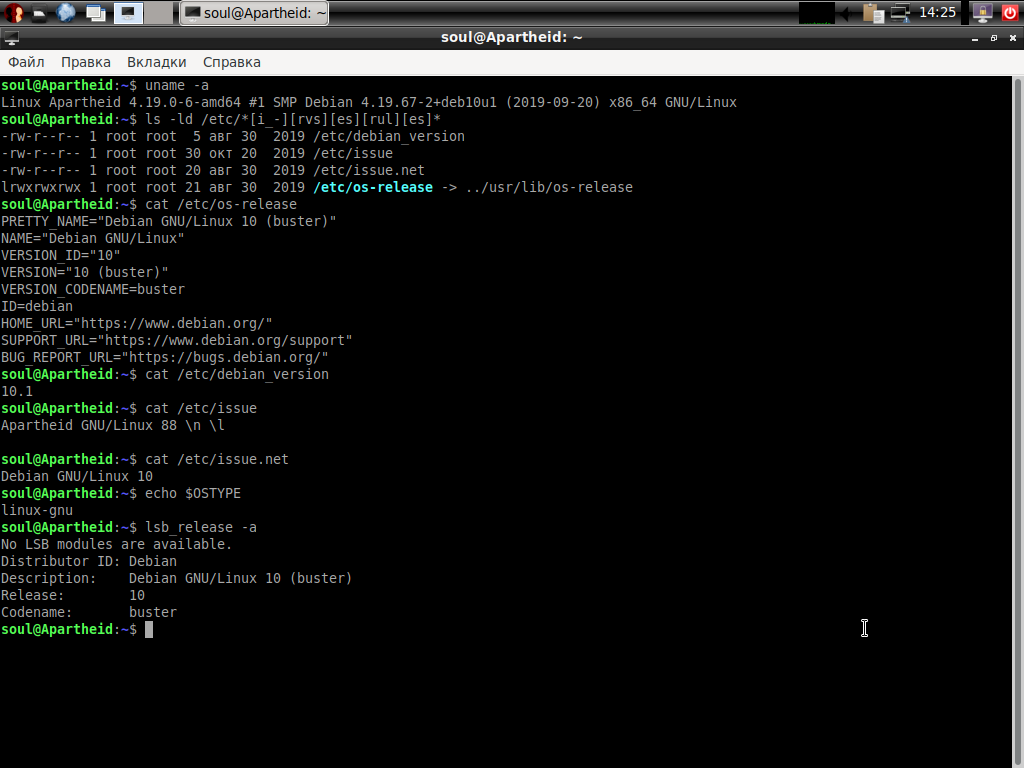 soul@Apartheid: ~
14:25
soul@Apartheid: ~
Файл Правка Вкладки Справка
soul@Apartheid:~$ uname -a
Linux Apartheid 4.19.0-6-amd64 #1 SMP Debian 4.19.67-2+deb10u1 (2019-09-20) x86_64 GNU/Linux
soul@Apartheid:~$ ls -ld /etc/*[i_-][rvs][es][rul][es]*
-rw-r--r-- 1 root root  5 авг 30  2019 /etc/debian_version
-rw-r--r-- 1 root root 30 окт 20  2019 /etc/issue
-rw-r--r-- 1 root root 20 авг 30  2019 /etc/issue.net
lrwxrwxrwx 1 root root 21 авг 30  2019 /etc/os-release -> ../usr/lib/os-release
soul@Apartheid:~$ cat /etc/os-release
PRETTY_NAME="Debian GNU/Linux 10 (buster)"
NAME="Debian GNU/Linux"
VERSION_ID="10"
VERSION="10 (buster)"
VERSION_CODENAME=buster
ID=debian
HOME_URL="https://www.debian.org/"
SUPPORT_URL="https://www.debian.org/support"
BUG_REPORT_URL="https://bugs.debian.org/"
soul@Apartheid:~$ cat /etc/debian_version
10.1
soul@Apartheid:~$ cat /etc/issue
Apartheid GNU/Linux 88 \n \l
soul@Apartheid:~$ cat /etc/issue.net
Debian GNU/Linux 10
soul@Apartheid:~$ echo $OSTYPE
linux-gnu
soul@Apartheid:~$ lsb_release -a
No LSB modules are available.
Distributor ID: Debian
Description:    Debian GNU/Linux 10 (buster)
Release:        10
Codename:       buster
soul@Apartheid:~$